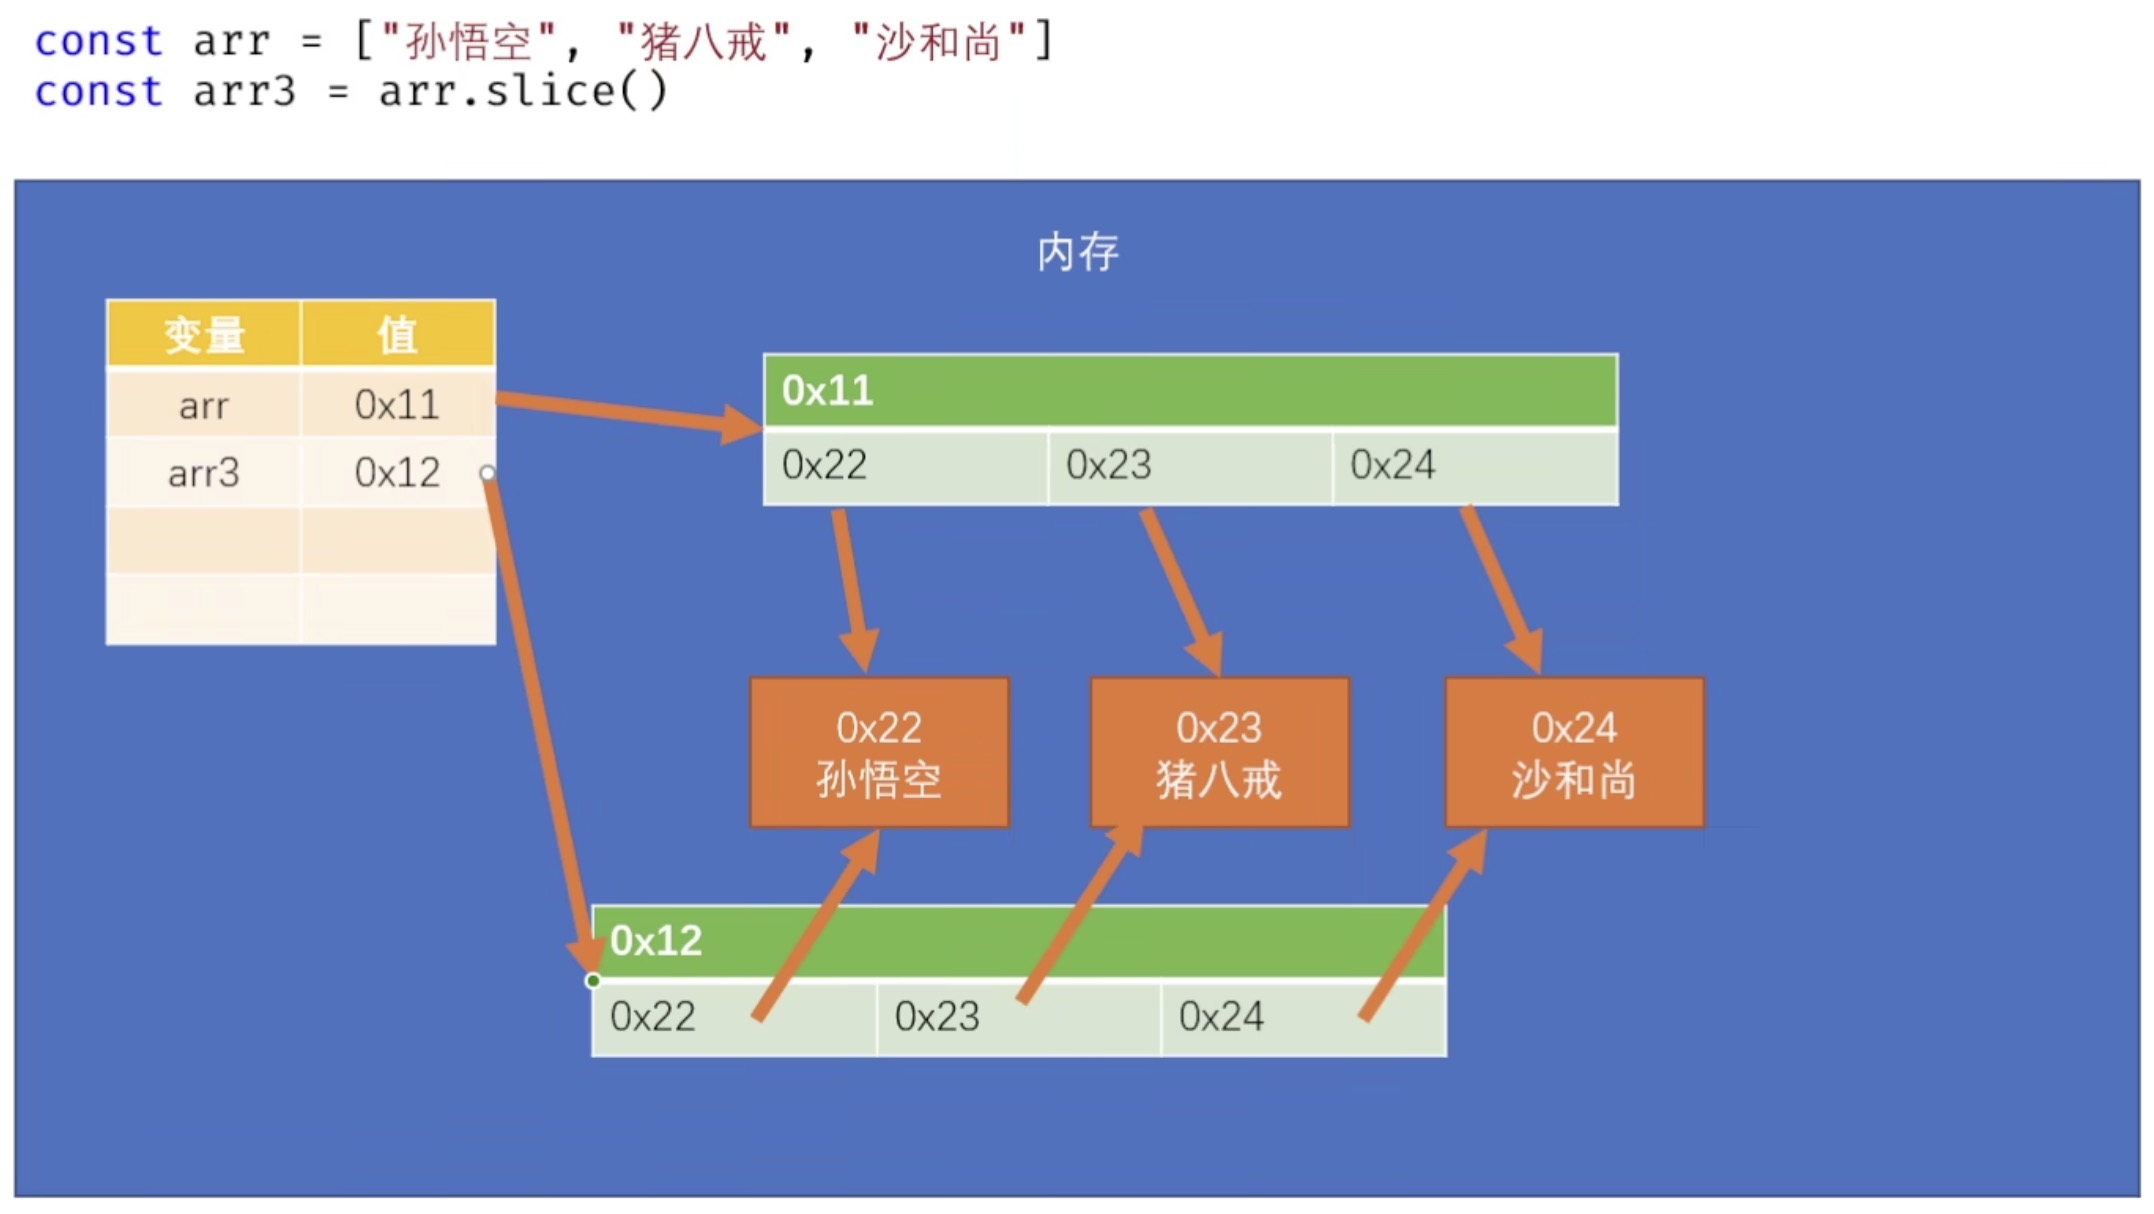 const arr = ["孙悟空", "猪八戒", "沙和尚"]
const arr3 = arr.slice()
内存
变量 值
arr 0x11
arr3 0x12
0x11
0x22 0x23 0x24
0x22
孙悟空
0x23
猪八戒
0x24
沙和尚
0x12
0x22 0x23 0x24